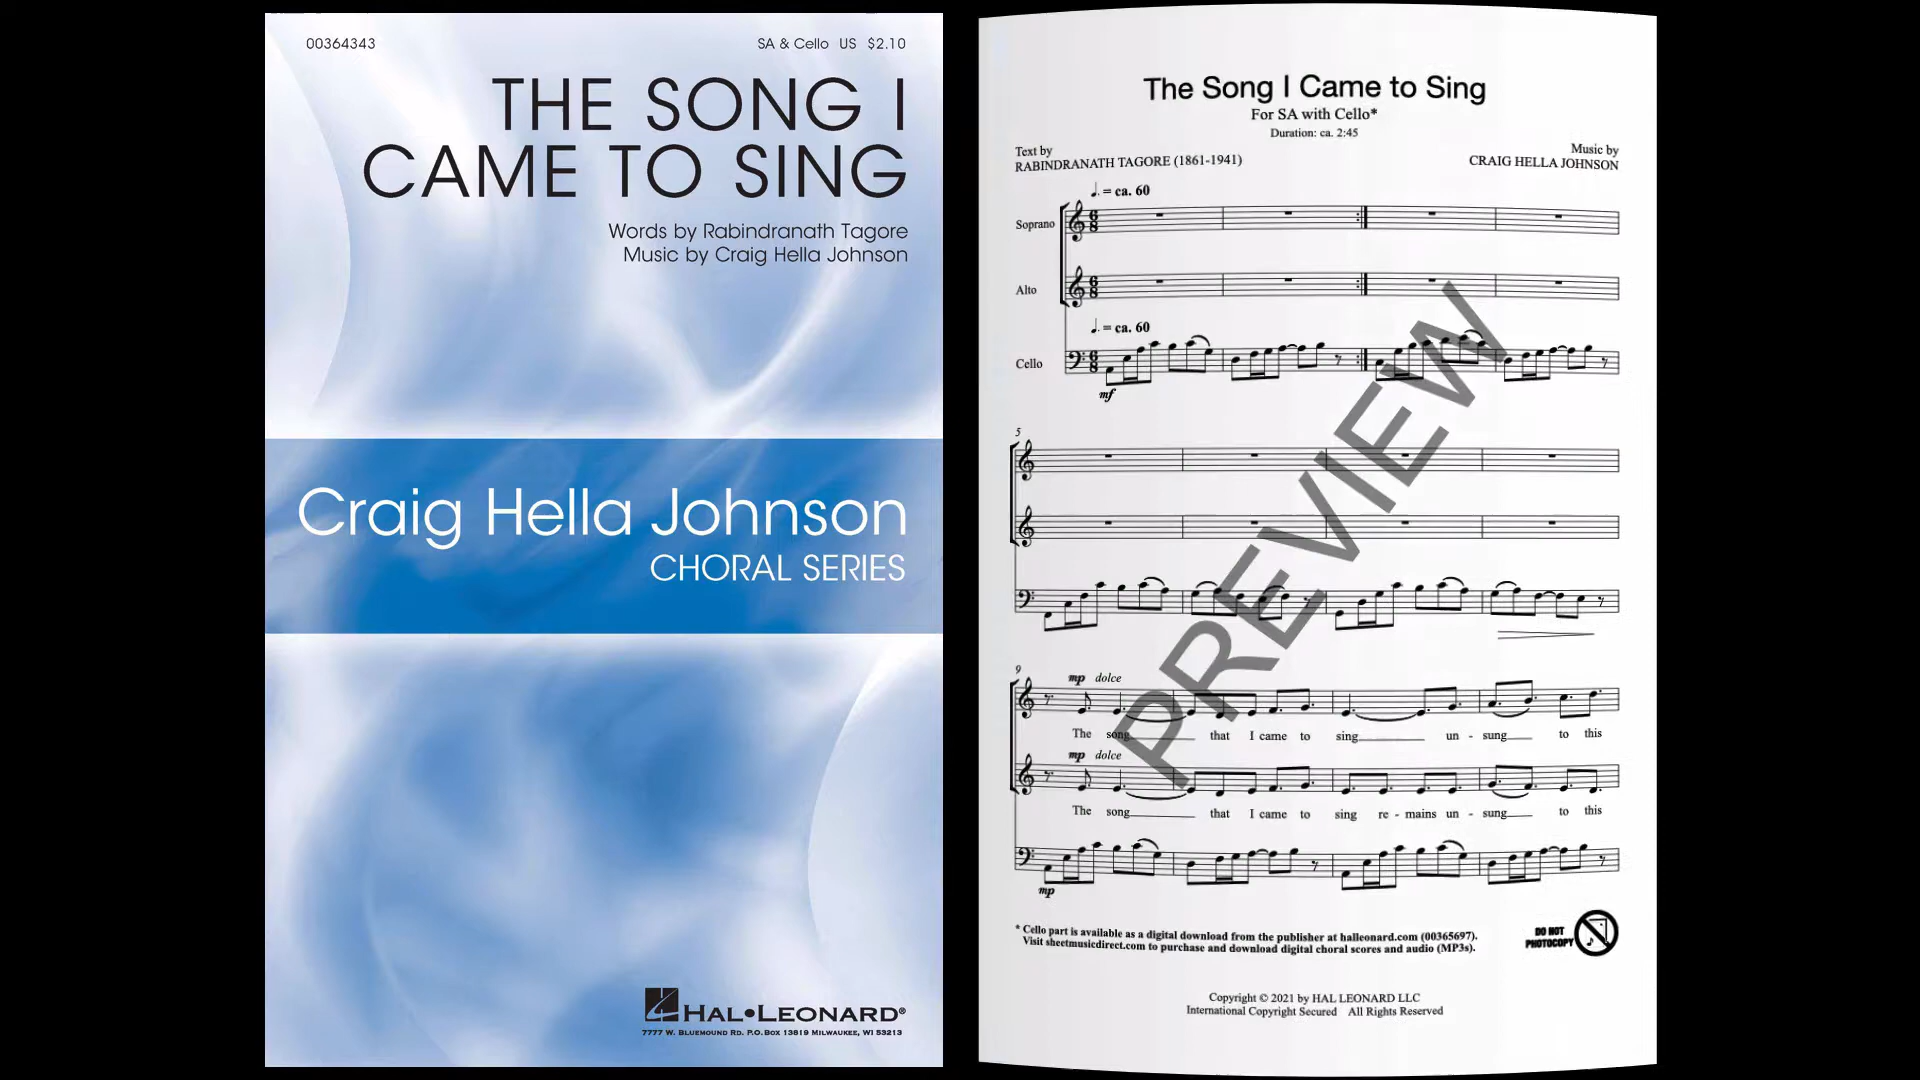 00364343
SA & Cello US $2.10
THE SONG I
CAME TO SING
Words by Rabindranath Tagore
Music by Craig Hella Johnson
Craig Hella Johnson
CHORAL SERIES
HAL•LEONARD®
7777 W. BLUEMOUND RD. P.O. BOX 13819 MILWAUKEE, WI 53213
The Song I Came to Sing
For SA with Cello*
Duration: ca. 2:45
Text by
RABINDRANATH TAGORE (1861-1941)
Music by
CRAIG HELLA JOHNSON
♩. = ca. 60
Soprano
Alto
♩. = ca. 60
Cello
mf
5
9
mp dolce
The song that I came to sing un - sung to this
mp dolce
The song that I came to sing re - mains un - sung to this
mp
* Cello part is available as a digital download from the publisher at halleonard.com (00365697).
Visit sheetmusicdirect.com to purchase and download digital choral scores and audio (MP3s).
DO NOT
PHOTOCOPY
Copyright © 2021 by HAL LEONARD LLC
International Copyright Secured All Rights Reserved
PREVIEW